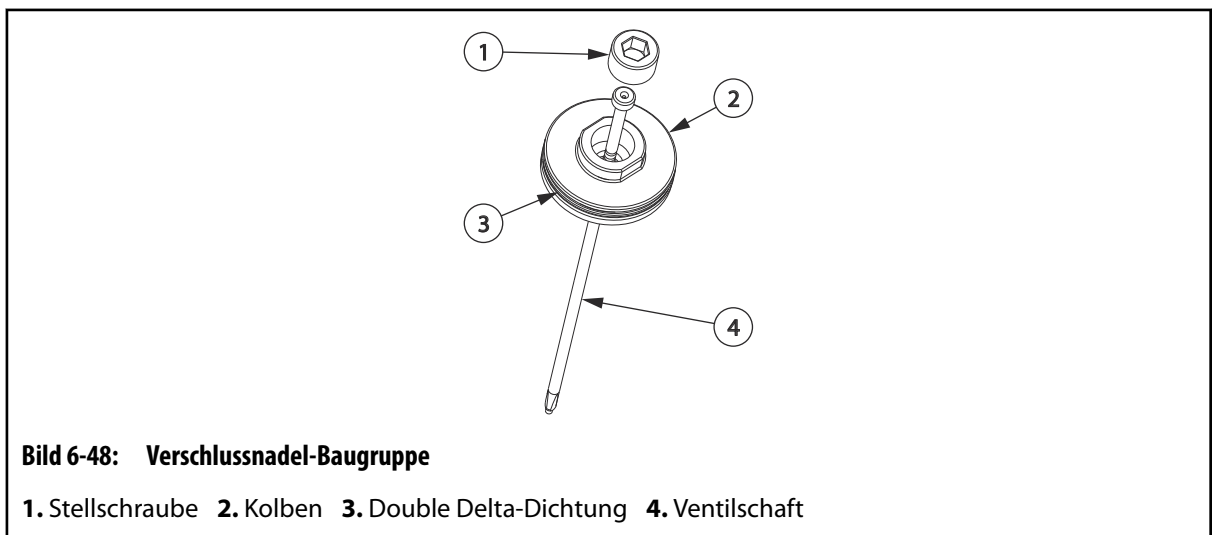 1
2
3
4
Bild 6-48: Verschlussnadel-Baugruppe
1. Stellschraube 2. Kolben 3. Double Delta-Dichtung 4. Ventilschaft